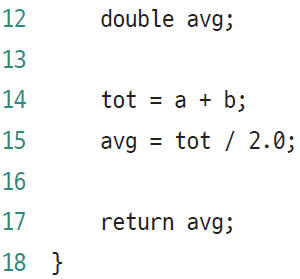 12 double avg;
13
14 tot = a + b;
15 avg = tot / 2.0;
16
17 return avg;
18 }